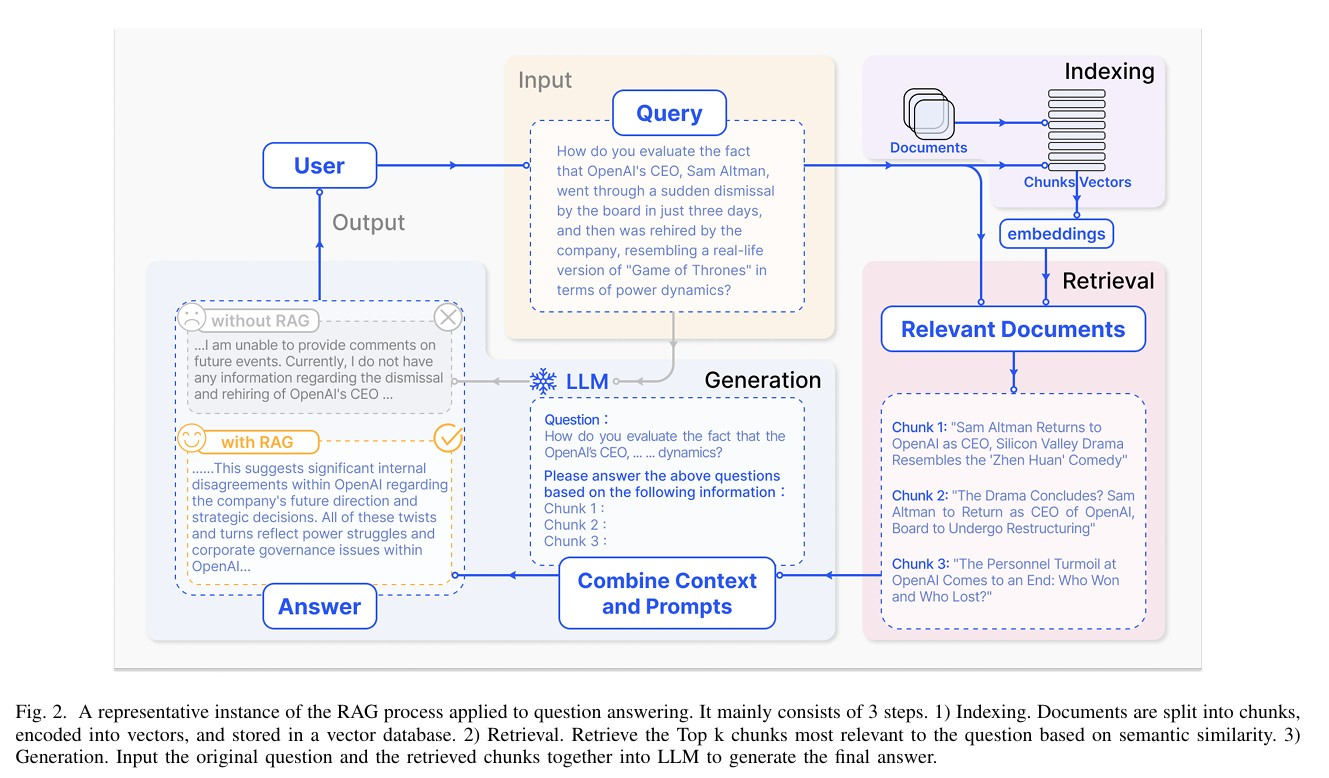 Input
Query
How do you evaluate the fact
that OpenAI's CEO, Sam Altman,
went through a sudden dismissal
by the board in just three days,
and then was rehired by the
company, resembling a real-life
version of "Game of Thrones" in
terms of power dynamics?
Indexing
Documents
Chunks Vectors
embeddings
User
Output
Retrieval
Relevant Documents
Chunk 1: "Sam Altman Returns to
OpenAI as CEO, Silicon Valley Drama
Resembles the 'Zhen Huan' Comedy"
Chunk 2: "The Drama Concludes? Sam
Altman to Return as CEO of OpenAI,
Board to Undergo Restructuring"
Chunk 3: "The Personnel Turmoil at
OpenAI Comes to an End: Who Won
and Who Lost?"
LLM
Generation
Question :
How do you evaluate the fact that the
OpenAI's CEO, ... ... dynamics?
Please answer the above questions
based on the following information :
Chunk 1 :
Chunk 2 :
Chunk 3 :
Combine Context
and Prompts
without RAG
...I am unable to provide comments on
future events. Currently, I do not have
any information regarding the dismissal
and rehiring of OpenAI's CEO ...
with RAG
......This suggests significant internal
disagreements within OpenAI regarding
the company's future direction and
strategic decisions. All of these twists
and turns reflect power struggles and
corporate governance issues within
OpenAI...
Answer
Fig. 2. A representative instance of the RAG process applied to question answering. It mainly consists of 3 steps. 1) Indexing. Documents are split into chunks,
encoded into vectors, and stored in a vector database. 2) Retrieval. Retrieve the Top k chunks most relevant to the question based on semantic similarity. 3)
Generation. Input the original question and the retrieved chunks together into LLM to generate the final answer.